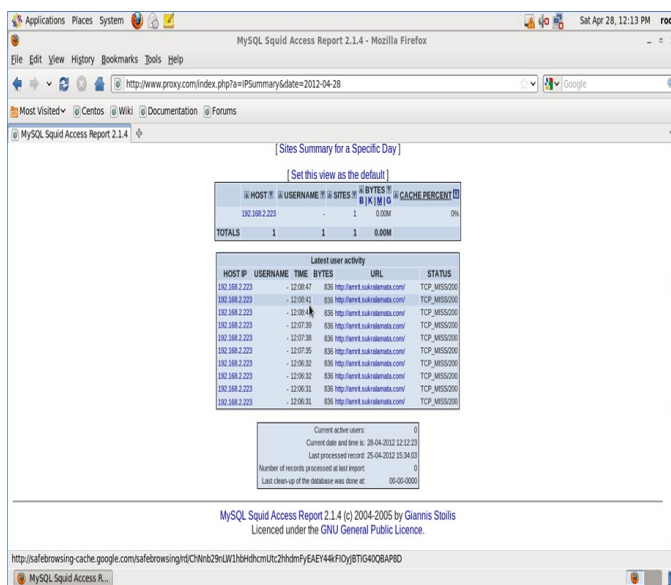 Applications Places System Sat Apr 28, 12:13 PM
MySQL Squid Access Report 2.1.4 - Mozilla Firefox
File Edit View History Bookmarks Tools Help
http://www.proxy.com/index.php?a=IPSummary&date=2012-04-28 Google
Most Visited Centos Wiki Documentation Forums
MySQL Squid Access Report 2.1.4
[ Sites Summary for a Specific Day ]
[ Set this view as the default ]
HOST USERNAME SITES BYTES B|K|M|G CACHE PERCENT
192.168.2.223 - 1 0.00M 0%
TOTALS 1 1 1 0.00M
Latest user activity
HOST IP USERNAME TIME BYTES URL STATUS
192.168.2.223 - 12:08:47 836 http://amrit.sukralamata.com/ TCP_MISS/200
192.168.2.223 - 12:08:41 836 http://amrit.sukralamata.com/ TCP_MISS/200
192.168.2.223 - 836 http://amrit.sukralamata.com/ TCP_MISS/200
192.168.2.223 - 12:07:39 836 http://amrit.sukralamata.com/ TCP_MISS/200
192.168.2.223 - 12:07:38 836 http://amrit.sukralamata.com/ TCP_MISS/200
192.168.2.223 - 12:07:35 836 http://amrit.sukralamata.com/ TCP_MISS/200
192.168.2.223 - 12:06:32 836 http://amrit.sukralamata.com/ TCP_MISS/200
192.168.2.223 - 12:06:32 836 http://amrit.sukralamata.com/ TCP_MISS/200
192.168.2.223 - 12:06:31 836 http://amrit.sukralamata.com/ TCP_MISS/200
192.168.2.223 - 12:06:31 836 http://amrit.sukralamata.com/ TCP_MISS/200
Current active users: 0
Current date and time is: 28-04-2012 12:12:23
Last processed record: 25-04-2012 15:34:03
Number of records processed at last import: 0
Last clean-up of the database was done at: 00-00-0000
MySQL Squid Access Report 2.1.4 (c) 2004-2005 by Giannis Stoilis
Licenced under the GNU General Public Licence.
MySQL Squid Access R...